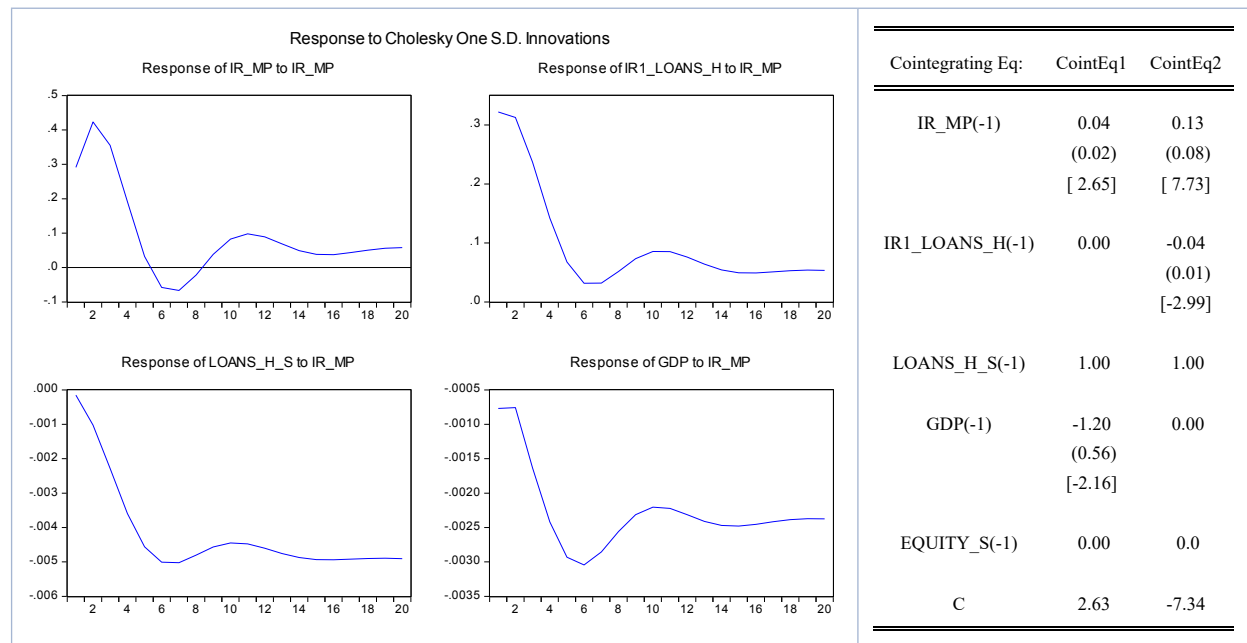 Response to Cholesky One S.D. Innovations
Response of IR_MP to IR_MP
.5
.4
.3
.2
.1
.0
-.1
2 4 6 8 10 12 14 16 18 20
Response of IR1_LOANS_H to IR_MP
.3
.2
.1
.0
2 4 6 8 10 12 14 16 18 20
Response of LOANS_H_S to IR_MP
.000
-.001
-.002
-.003
-.004
-.005
-.006
2 4 6 8 10 12 14 16 18 20
Response of GDP to IR_MP
-.0005
-.0010
-.0015
-.0020
-.0025
-.0030
-.0035
2 4 6 8 10 12 14 16 18 20
Cointegrating Eq: CointEq1 CointEq2
IR_MP(-1) 0.04 0.13
(0.02) (0.08)
[ 2.65] [ 7.73]
IR1_LOANS_H(-1) 0.00 -0.04
(0.01)
[-2.99]
LOANS_H_S(-1) 1.00 1.00
GDP(-1) -1.20 0.00
(0.56)
[-2.16]
EQUITY_S(-1) 0.00 0.0
C 2.63 -7.34